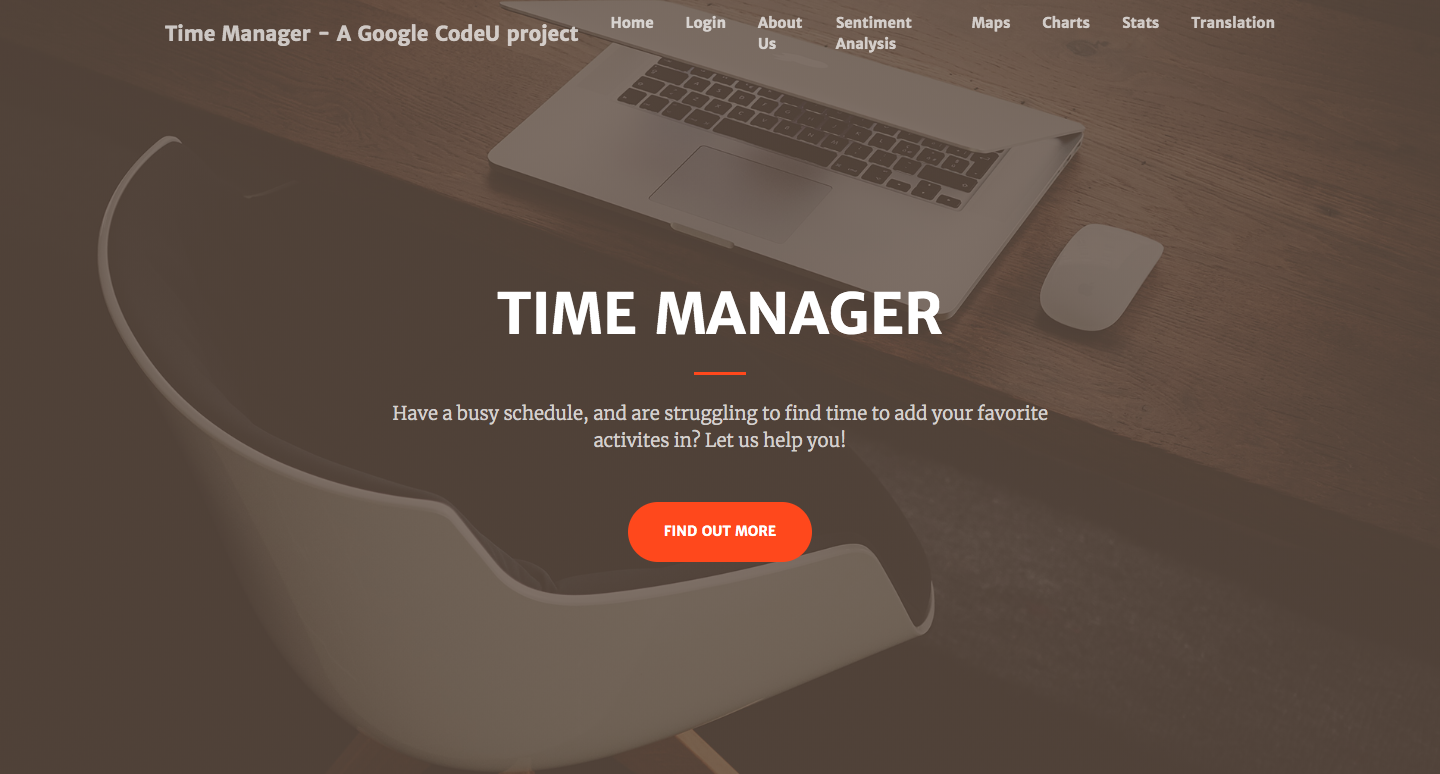 Time Manager - A Google CodeU project
Home
Login
About
Us
Sentiment
Analysis
Maps
Charts
Stats
Translation
TIME MANAGER
Have a busy schedule, and are struggling to find time to add your favorite
activites in? Let us help you!
FIND OUT MORE